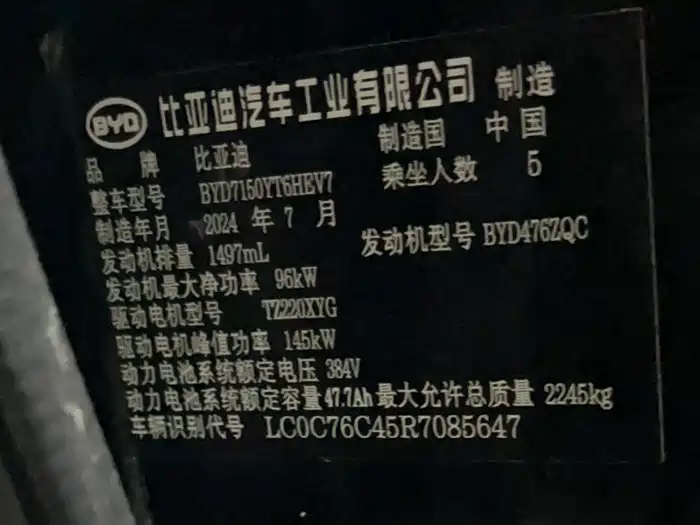 BYD 比亚迪汽车工业有限公司 制造
品牌 比亚迪 制造国 中国
整车型号 BYD7150YT6HEV7 乘坐人数 5
制造年月 2024 年 7 月
发动机排量 1497mL 发动机型号 BYD476ZQC
发动机最大净功率 96kW
驱动电机型号 TZ220XYG
驱动电机峰值功率 145kW
动力电池系统额定电压 384V
动力电池系统额定容量 47.7Ah 最大允许总质量 2245kg
车辆识别代号 LC0C76C45R7085647